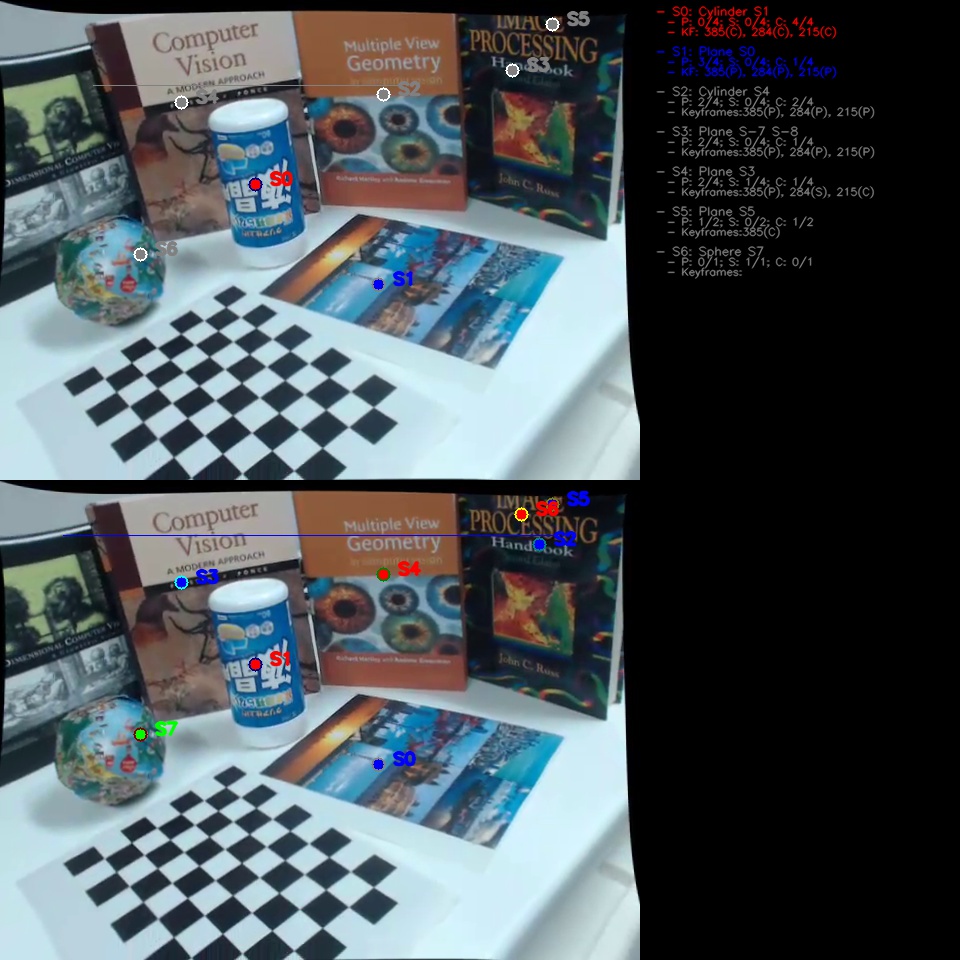 IMAGE
S5
Computer
PROCESSING
Vision
Multiple View
Geometry
Handbook
S3
A MODERN APPROACH
S4
S2
in computer vision
S0
Richard Hartley and Andrew Zisserman
John C. Russ
DIMENSIONAL COMPUTER VIS
S6
S1
- S0: Cylinder S1
- P: 0/4; S: 0/4; C: 4/4
- KF: 385(C), 284(C), 215(C)
- S1: Plane S0
- P: 3/4; S: 0/4; C: 1/4
- KF: 385(P), 284(P), 215(P)
- S2: Cylinder S4
- P: 2/4; S: 0/4; C: 2/4
- Keyframes:385(P), 284(P), 215(P)
- S3: Plane S-7 S-8
- P: 2/4; S: 0/4; C: 1/4
- Keyframes:385(P), 284(P), 215(P)
- S4: Plane S3
- P: 2/4; S: 1/4; C: 1/4
- Keyframes:385(P), 284(S), 215(C)
- S5: Plane S5
- P: 1/2; S: 0/2; C: 1/2
- Keyframes:385(C)
- S6: Sphere S7
- P: 0/1; S: 1/1; C: 0/1
- Keyframes:
IMAGE
S5
S6
Computer
PROCESSING
Vision
Multiple View
Geometry
Handbook
S2
A MODERN APPROACH
S3
PONCE
in computer vision
S4
S1
Richard Hartley and Andrew Zisserman
John C. Russ
DIMENSIONAL COMPUTER VIS
S7
S0